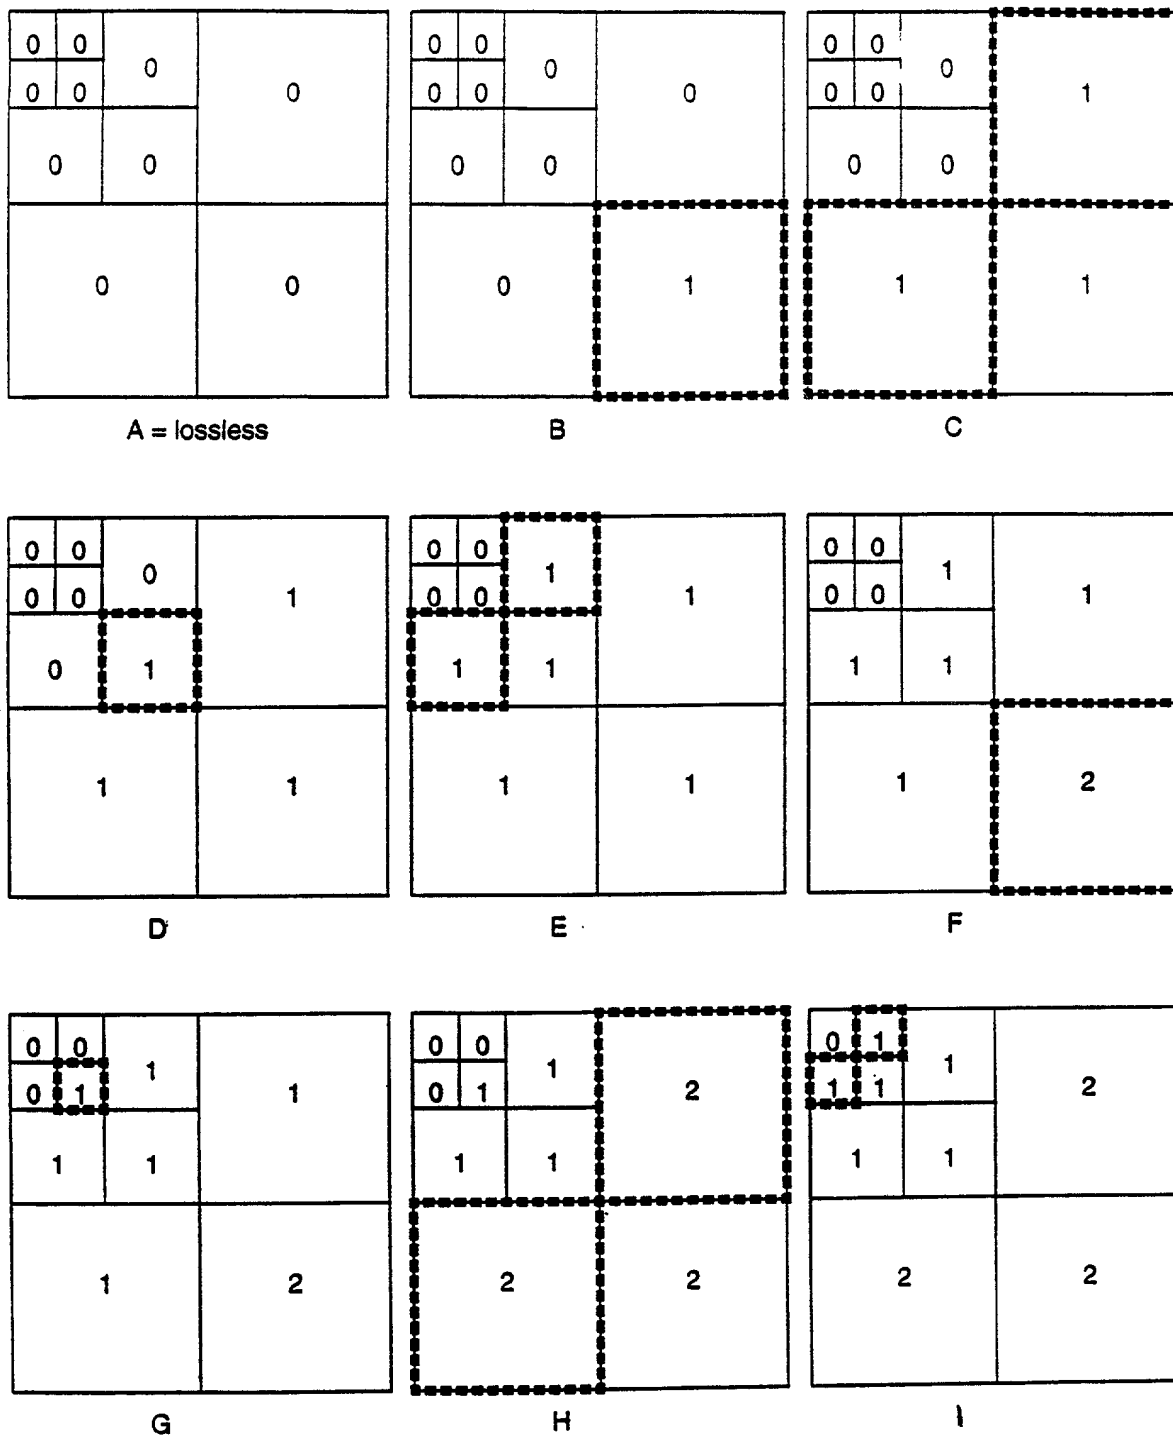 0 0 0 0 0 0
0 0 0 0 0 1
0 0 0 0 0 0
0 0 0 0 0 0
0 0 0 1 1 1
A = lossless B C
0 0 0 0 0 0
0 1 1 1 1 1
0 0 0 0 0 0
0 1 1 1 1 1
1 1 1 1 1 2
D E F
0 0 0 0 0 1
1 1 1 2 1 2
0 1 0 1 1 1
1 1 1 1 1 1
1 2 2 2 2 2
G H I